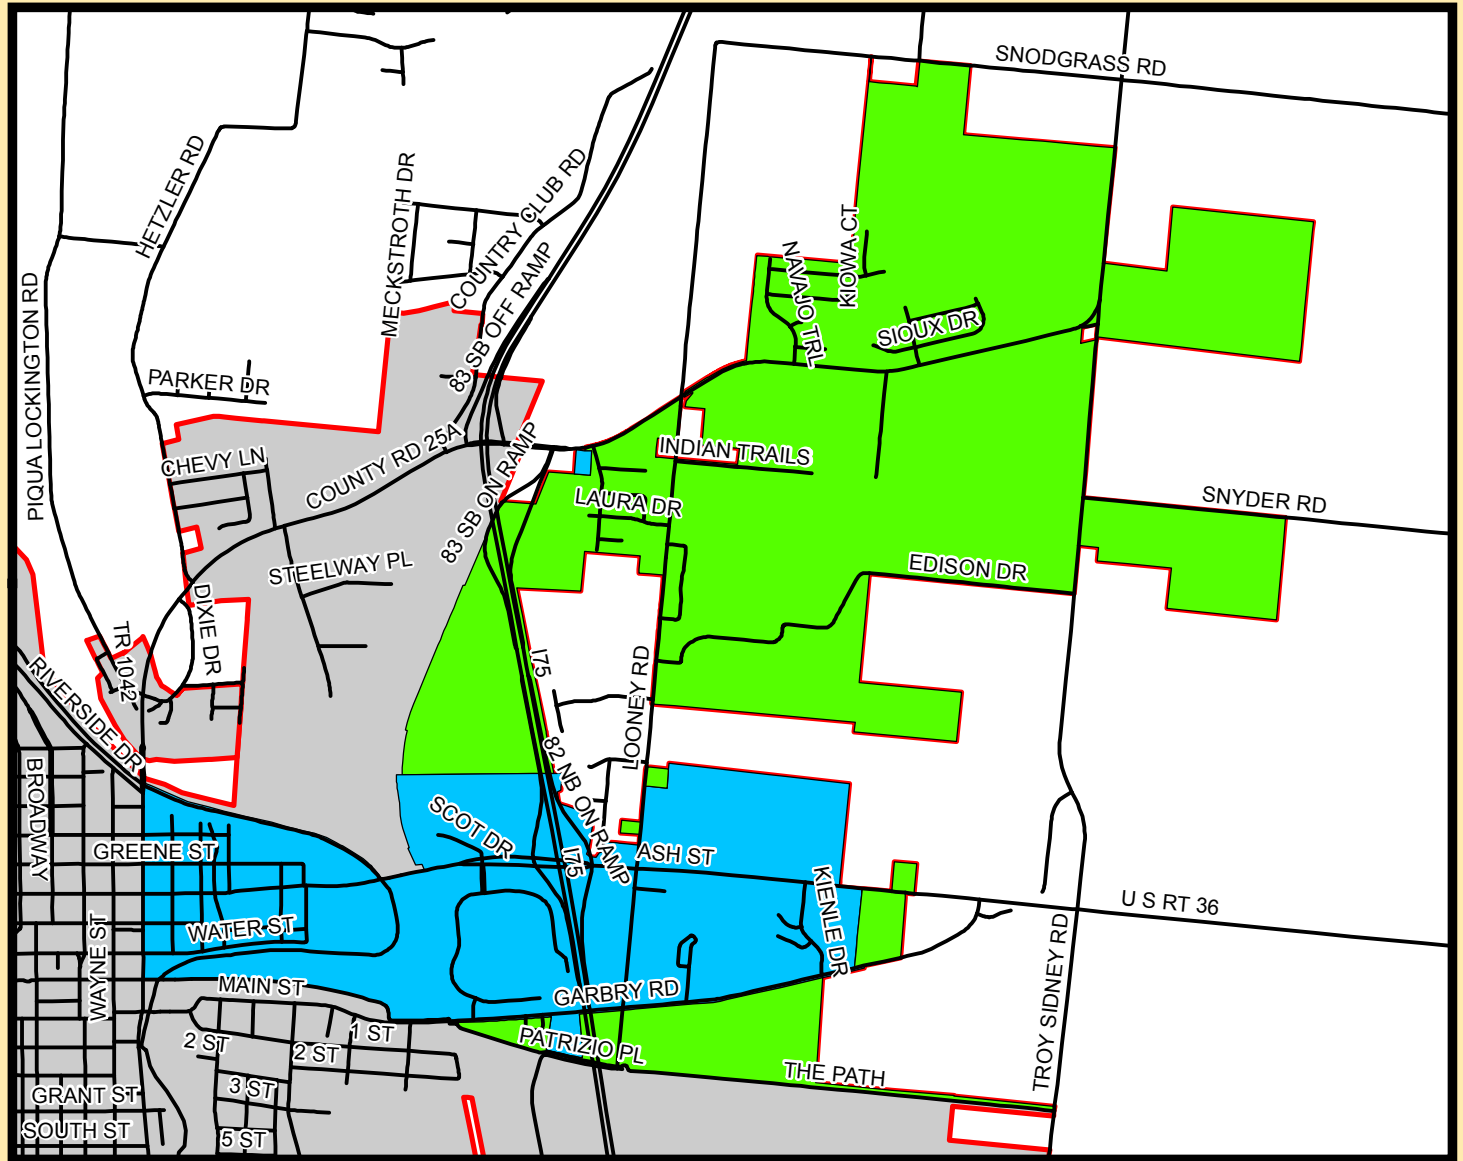 SNODGRASS RD
HETZLER RD
MECKSTROTH DR
COUNTRY CLUB RD
KIOWA CT
NAVAJO TRL
83 SB OFF RAMP
PIQUA LOCKINGTON RD
SIOUX DR
PARKER DR
COUNTY RD 25A
INDIAN TRAILS
CHEVY LN
83 SB ON RAMP
LAURA DR
SNYDER RD
STEELWAY PL
EDISON DR
DIXIE DR
TR 1042
I75
LOONEY RD
RIVERSIDE DR
82 NB ON RAMP
BROADWAY
SCOT DR
GREENE ST
I75
ASH ST
KIENLE DR
U S RT 36
WATER ST
WAYNE ST
MAIN ST
GARBRY RD
TROY SIDNEY RD
1 ST
2 ST
2 ST
PATRIZIO PL
THE PATH
GRANT ST
3 ST
SOUTH ST
5 ST